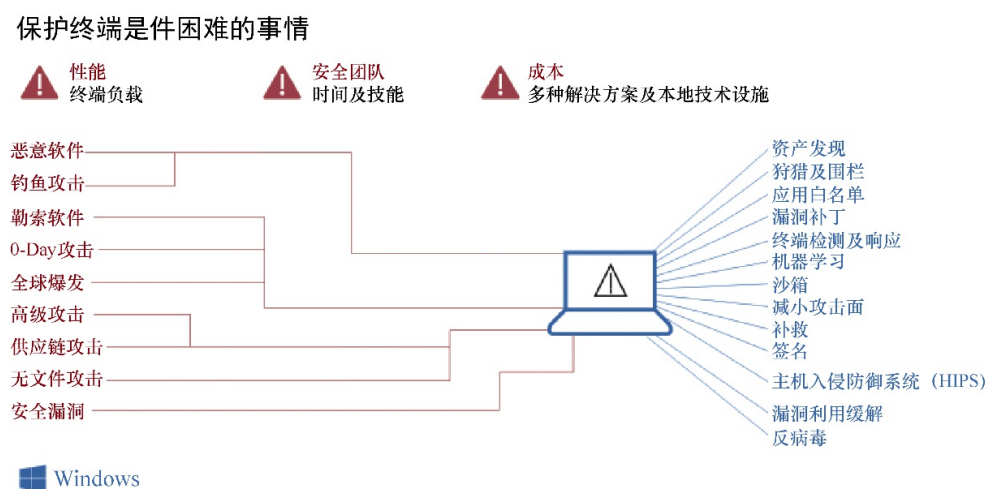 保护终端是件困难的事情
性能
终端负载
安全团队
时间及技能
成本
多种解决方案及本地技术设施
恶意软件
钓鱼攻击
勒索软件
0-Day攻击
全球爆发
高级攻击
供应链攻击
无文件攻击
安全漏洞
资产发现
狩猎及围栏
应用白名单
漏洞补丁
终端检测及响应
机器学习
沙箱
减小攻击面
补救
签名
主机入侵防御系统（HIPS）
漏洞利用缓解
反病毒
Windows